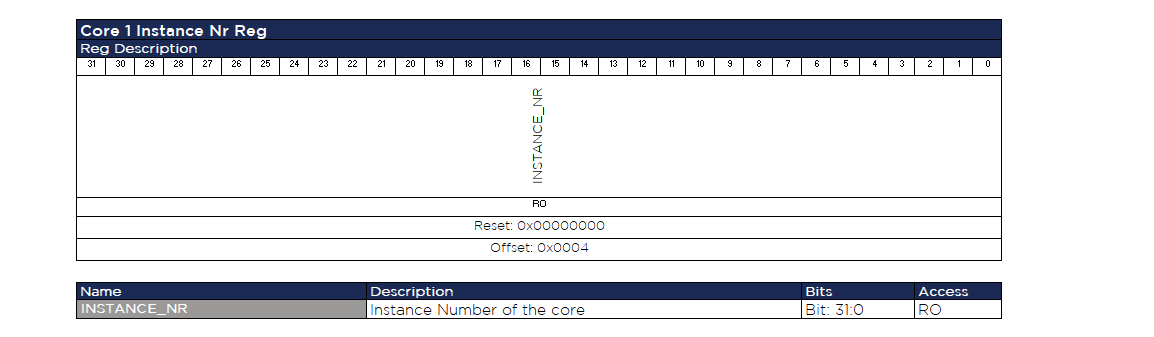 Core 1 Instance Nr Reg
Reg Description
31 30 29 28 27 26 25 24 23 22 21 20 19 18 17 16 15 14 13 12 11 10 9 8 7 6 5 4 3 2 1 0
INSTANCE_NR
RO
Reset: 0x00000000
Offset: 0x0004
Name Description Bits Access
INSTANCE_NR Instance Number of the core Bit: 31:0 RO